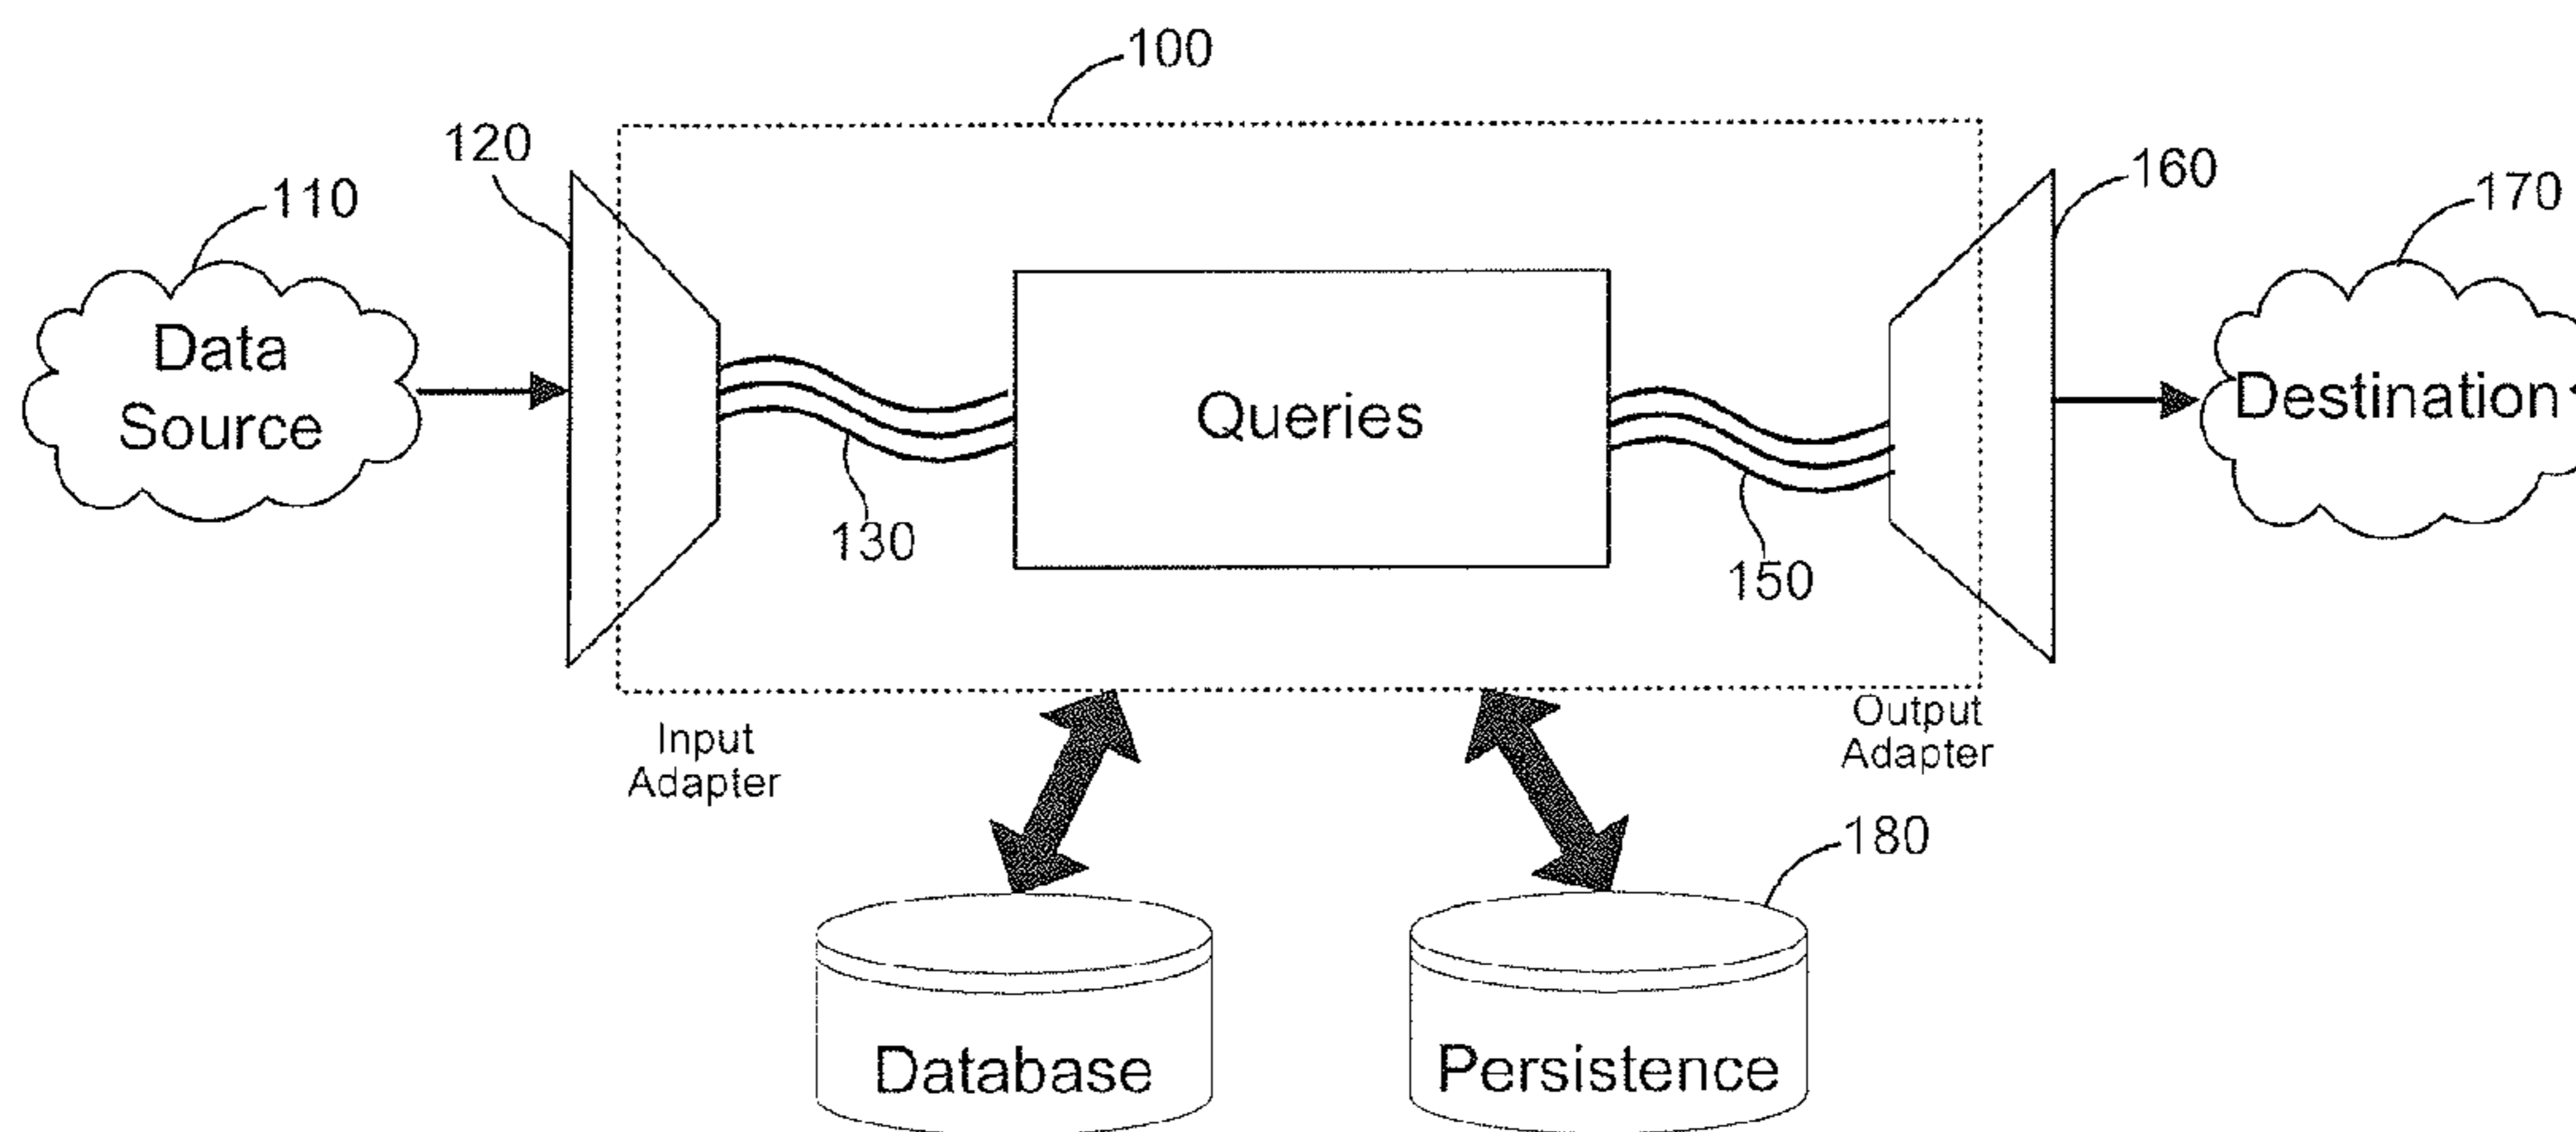 100
120
160
110
170
Data
Source
Queries
Destination
130
150
Input
Adapter
Output
Adapter
180
Database
Persistence